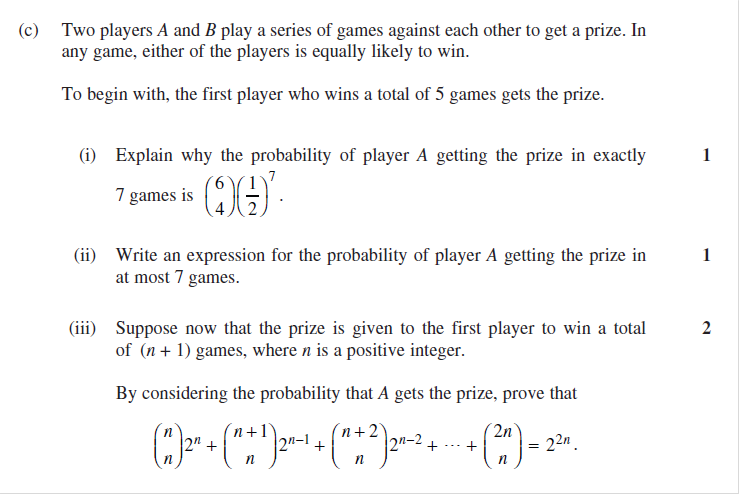 (c) Two players A and B play a series of games against each other to get a prize. In
any game, either of the players is equally likely to win.
To begin with, the first player who wins a total of 5 games gets the prize.
(i) Explain why the probability of player A getting the prize in exactly 1
7 games is \binom{6}{4}\left(\frac{1}{2}\right)^7.
(ii) Write an expression for the probability of player A getting the prize in 1
at most 7 games.
(iii) Suppose now that the prize is given to the first player to win a total 2
of (n + 1) games, where n is a positive integer.
By considering the probability that A gets the prize, prove that
\binom{n}{n}2^n + \binom{n+1}{n}2^{n-1} + \binom{n+2}{n}2^{n-2} + \cdots + \binom{2n}{n} = 2^{2n}.